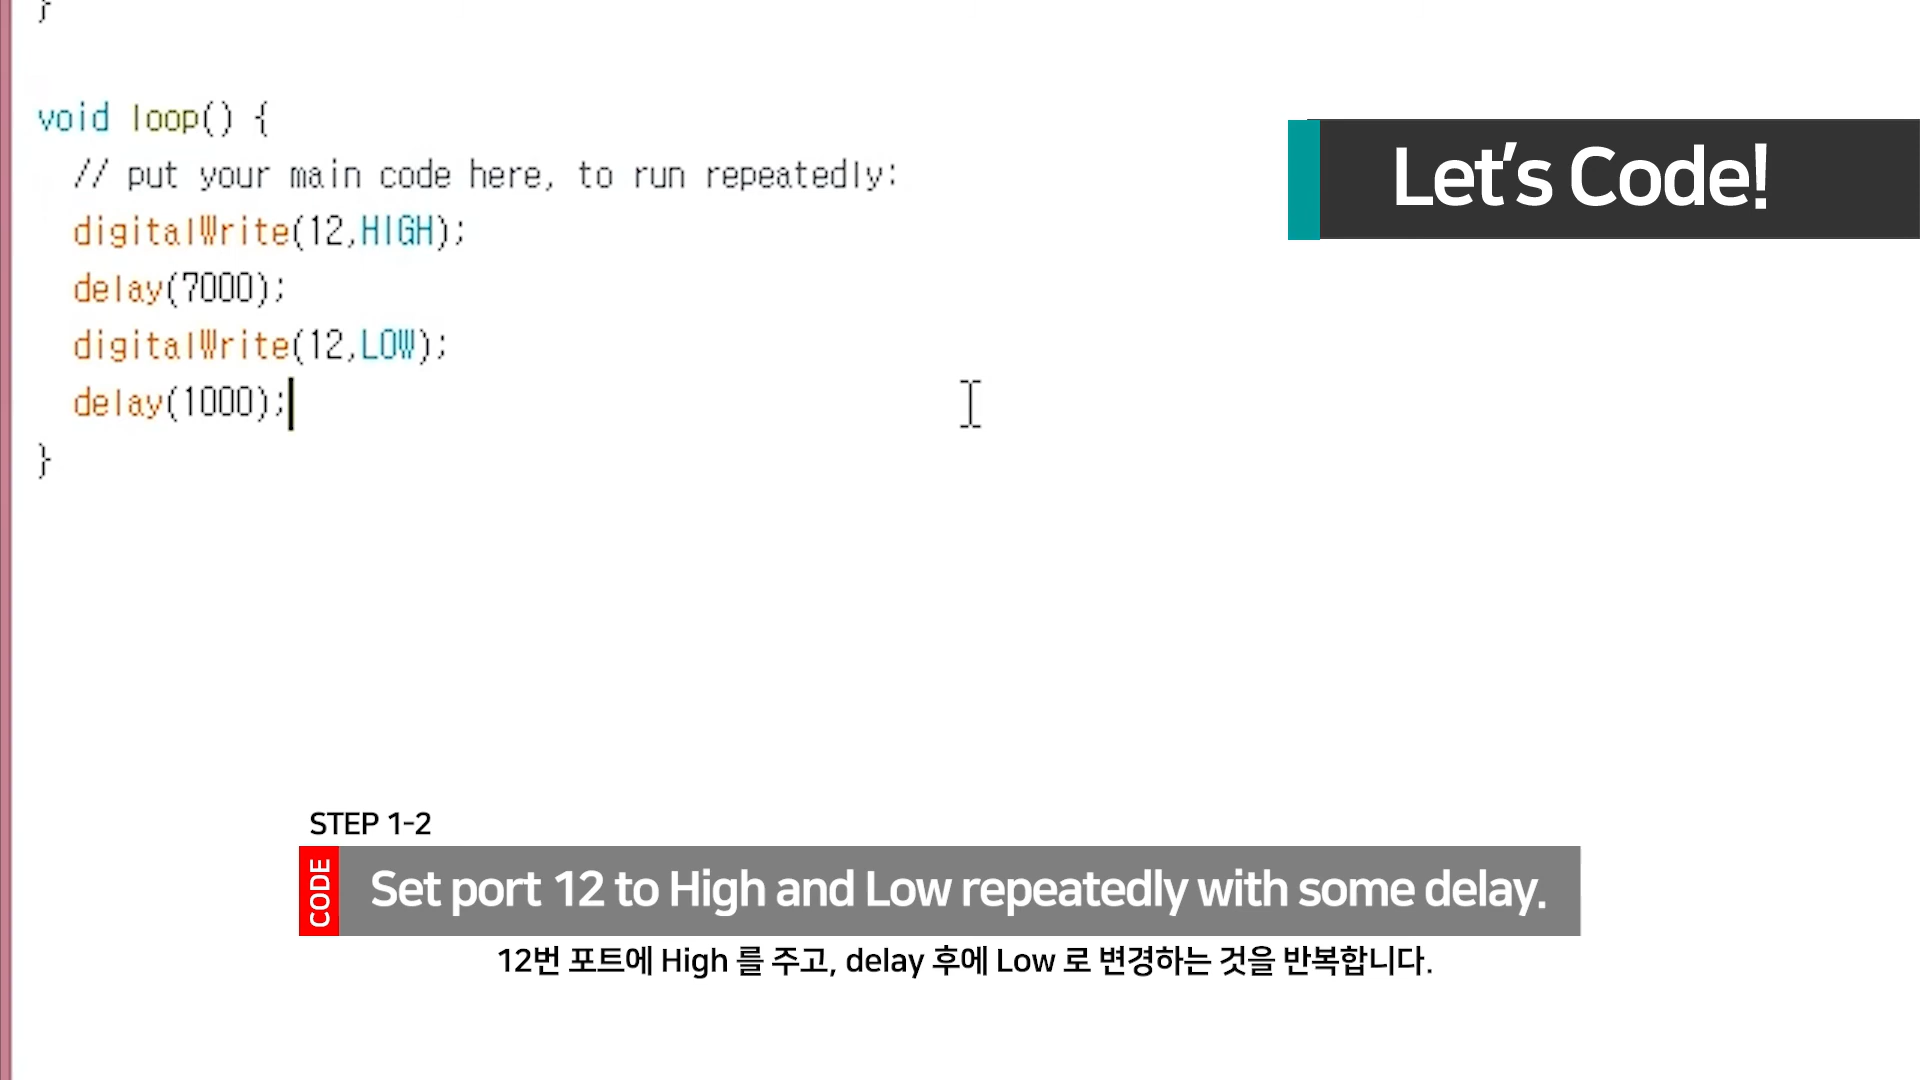 }
void loop() {
// put your main code here, to run repeatedly:
digitalWrite(12,HIGH);
delay(7000);
digitalWrite(12,LOW);
delay(1000);
}
Let's Code!
STEP 1-2
CODE
Set port 12 to High and Low repeatedly with some delay.
12번 포트에 High 를 주고, delay 후에 Low 로 변경하는 것을 반복합니다.